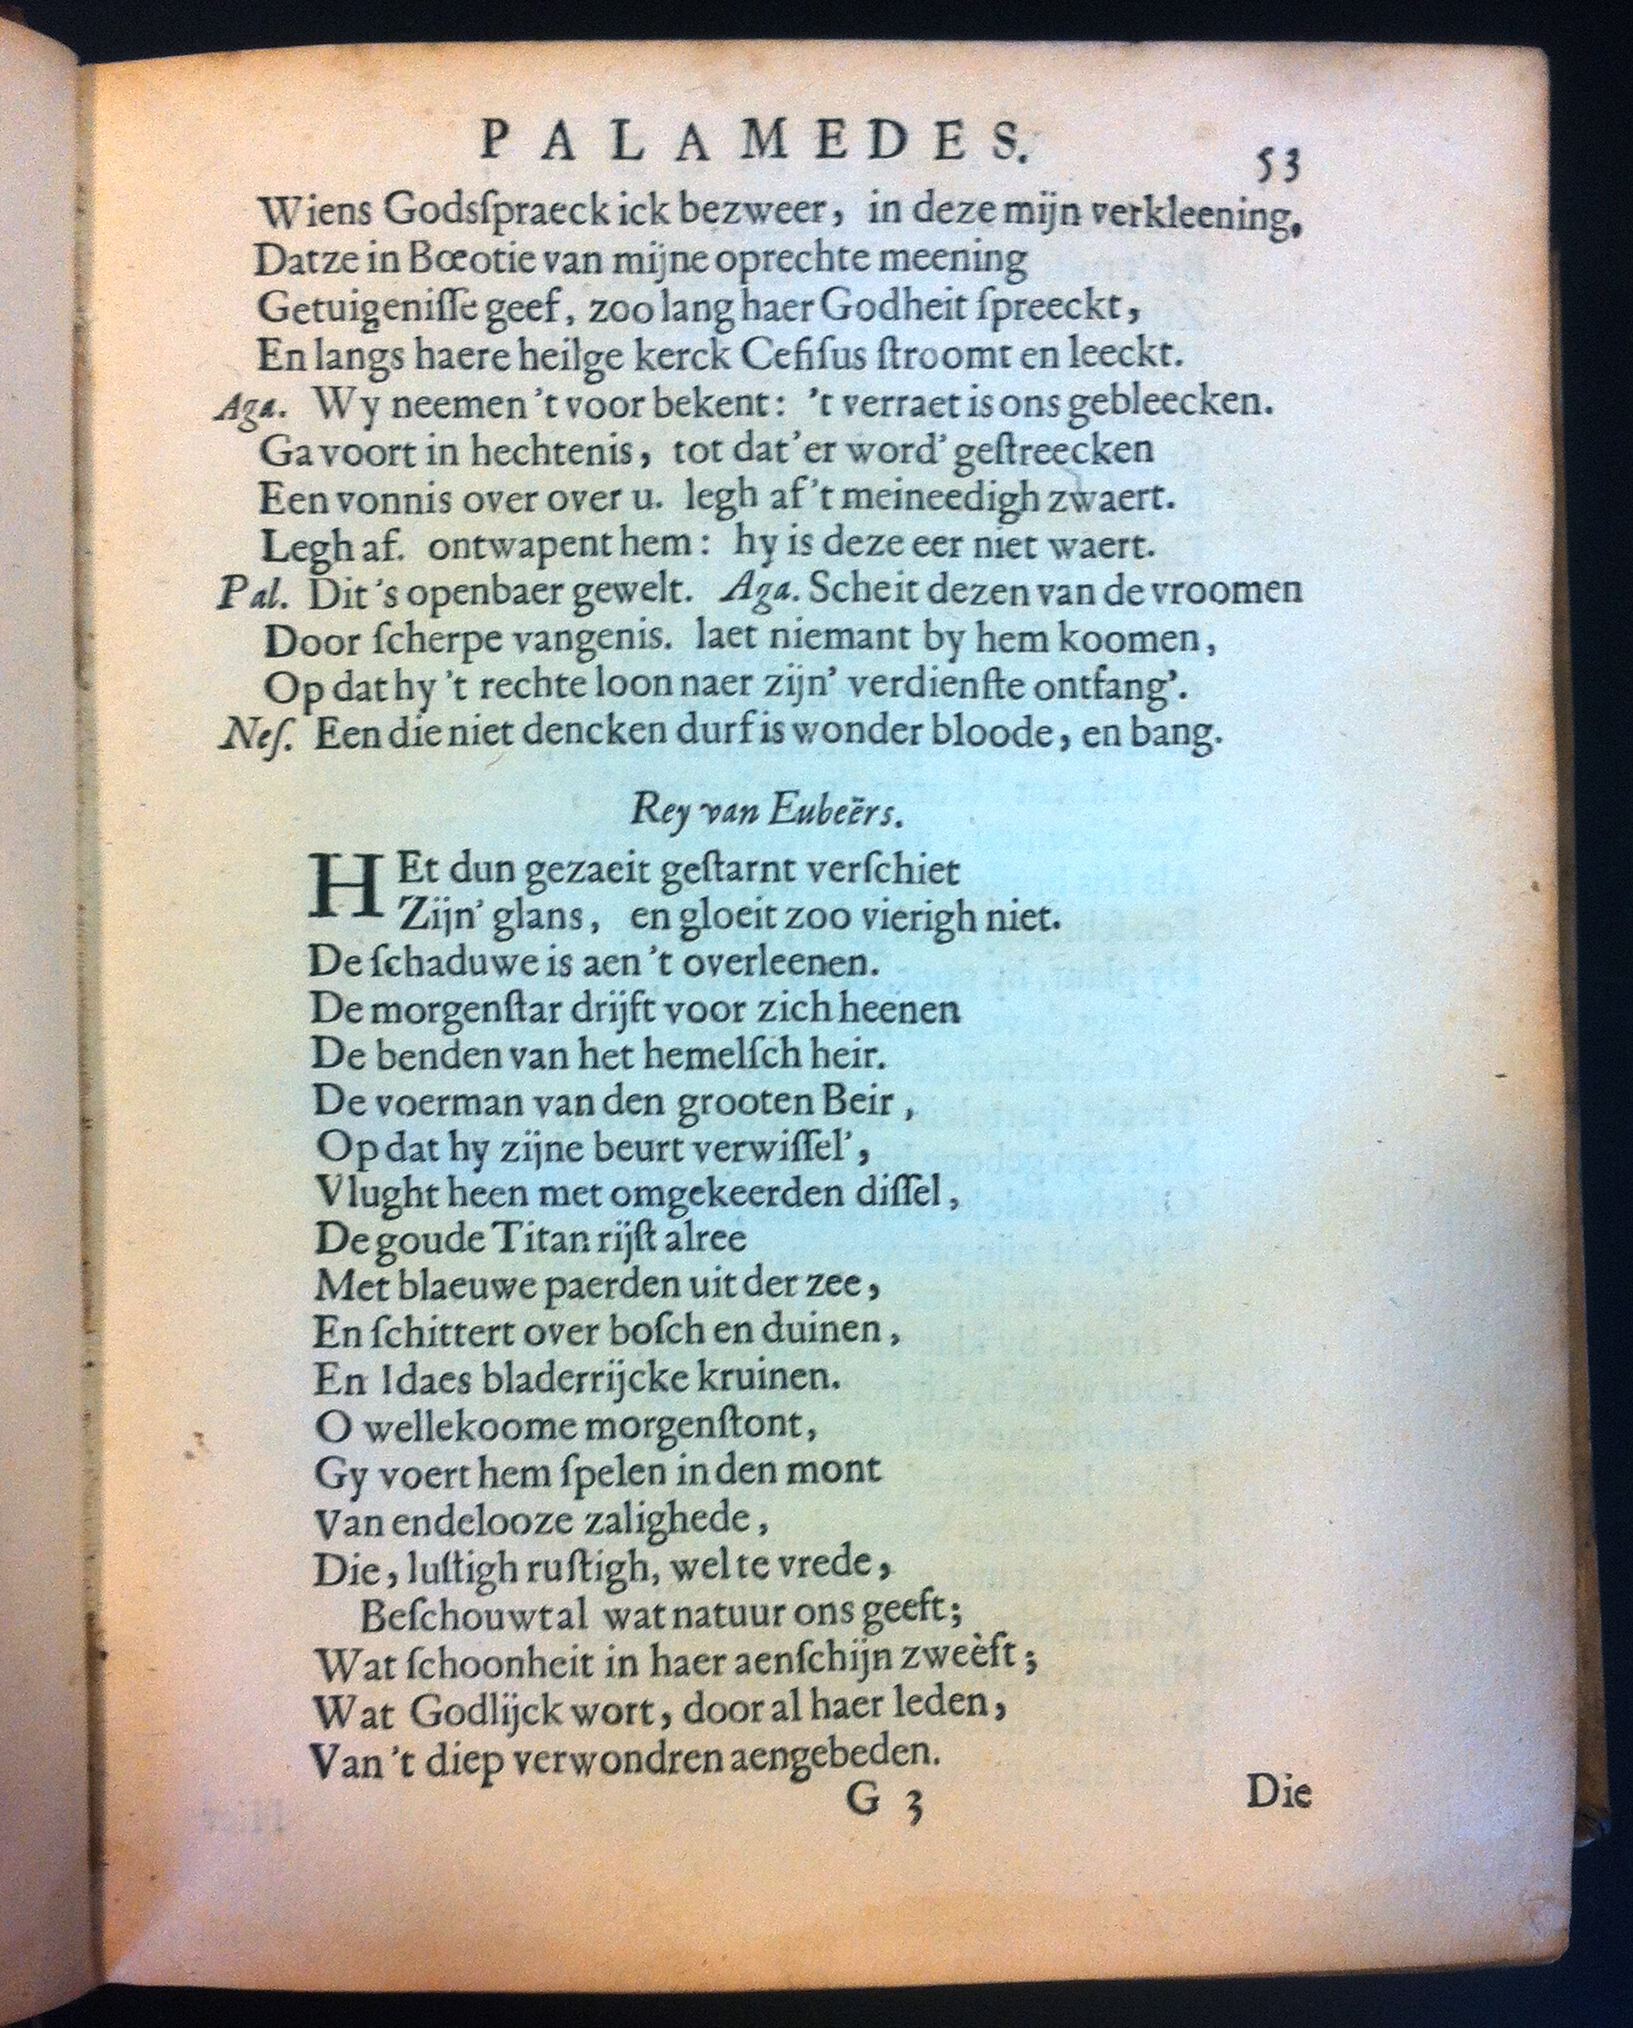 PALAMEDES. 53
Wiens Godsſpraeck ick bezweer, in deze mijn verkleening,
Datze in Bœotie van mijne oprechte meening
Getuigeniſſe geef, zoo lang haer Godheit ſpreeckt,
En langs haere heilge kerck Cefiſus ſtroomt en leeckt.
Aga. Wy neemen 't voor bekent: 't verraet is ons gebleecken.
Ga voort in hechtenis, tot dat'er word' geſtreecken
Een vonnis over over u. legh af 't meineedigh zwaert.
Legh af. ontwapent hem: hy is deze eer niet waert.
Pal. Dit 's openbaer gewelt. Aga. Scheit dezen van de vroomen
Door ſcherpe vangenis. laet niemant by hem koomen,
Op dat hy 't rechte loon naer zijn' verdienſte ontfang'.
Neſ. Een die niet dencken durf is wonder bloode, en bang.
Rey van Eubeërs.
HEt dun gezaeit geſtarnt verſchiet
Zijn' glans, en gloeit zoo vierigh niet.
De ſchaduwe is aen 't overleenen.
De morgenſtar drijft voor zich heenen
De benden van het hemelſch heir.
De voerman van den grooten Beir,
Op dat hy zijne beurt verwiſſel',
Vlught heen met omgekeerden diſſel,
De goude Titan rijſt alree
Met blaeuwe paerden uit der zee,
En ſchittert over boſch en duinen,
En Idaes bladerrijcke kruinen.
O wellekoome morgenſtont,
Gy voert hem ſpelen in den mont
Van endelooze zalighede,
Die, luſtigh ruſtigh, wel te vrede,
Beſchouwt al wat natuur ons geeft;
Wat ſchoonheit in haer aenſchijn zweèft;
Wat Godlijck wort, door al haer leden,
Van 't diep verwondren aengebeden.
G 3 Die